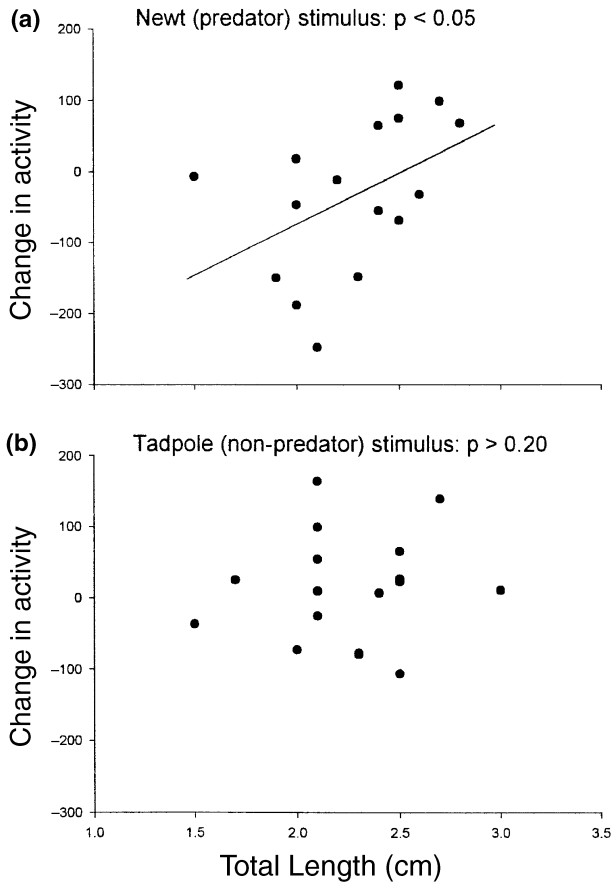 (a) Newt (predator) stimulus: p < 0.05
200
100
0
–100
–200
–300
Change in activity
(b) Tadpole (non-predator) stimulus: p > 0.20
200
100
0
–100
–200
–300
Change in activity
1.0 1.5 2.0 2.5 3.0 3.5
Total Length (cm)